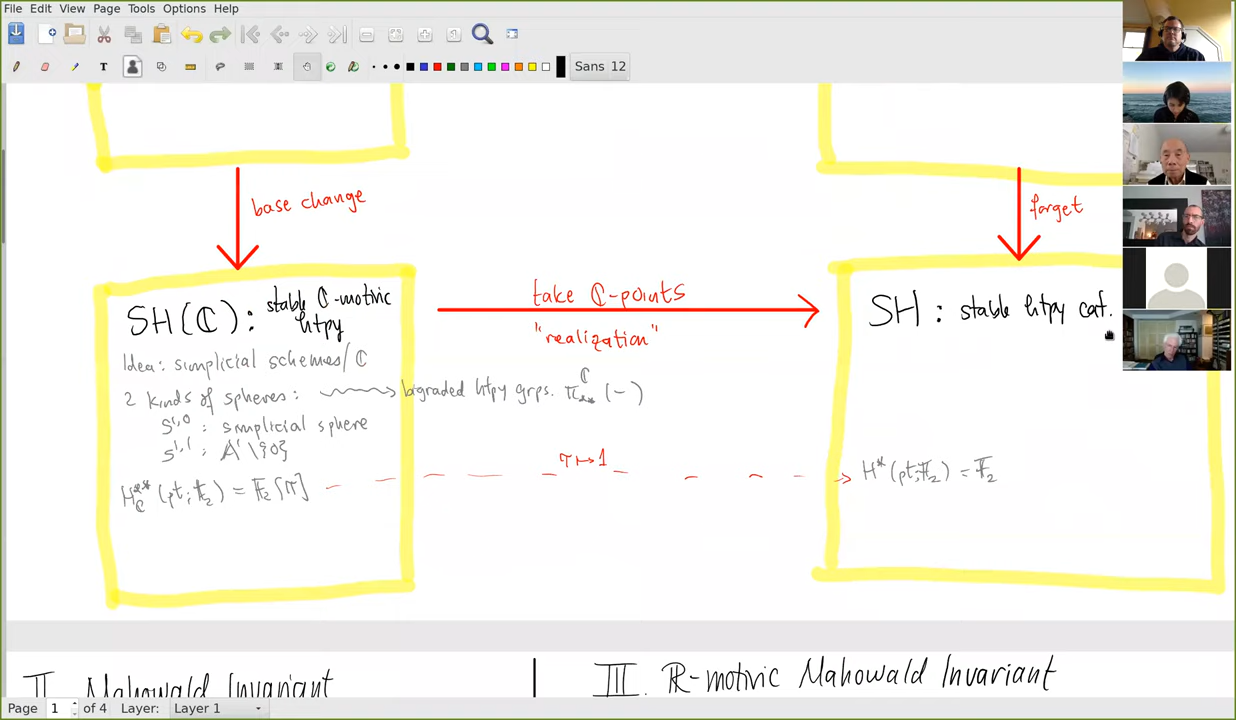 File Edit View Page Tools Options Help
Sans 12
base change
forget
SH(ℂ): stable ℂ-motivic htpy
take ℂ-points
"realization"
SH: stable htpy cat.
Idea: simplicial schemes/ℂ
2 kinds of spheres: bigraded htpy grps. π^ℂ_**(-)
S^{1,0}: simplicial sphere
S^{1,1}: 𝔸^1\{0}
τ↦1
H_ℂ^**(pt; 𝔽_2) = 𝔽_2[τ]
H^*(pt; 𝔽_2) = 𝔽_2
II Mahowald Invariant
III. ℝ-motivic Mahowald Invariant
Page 1 of 4 Layer: Layer 1